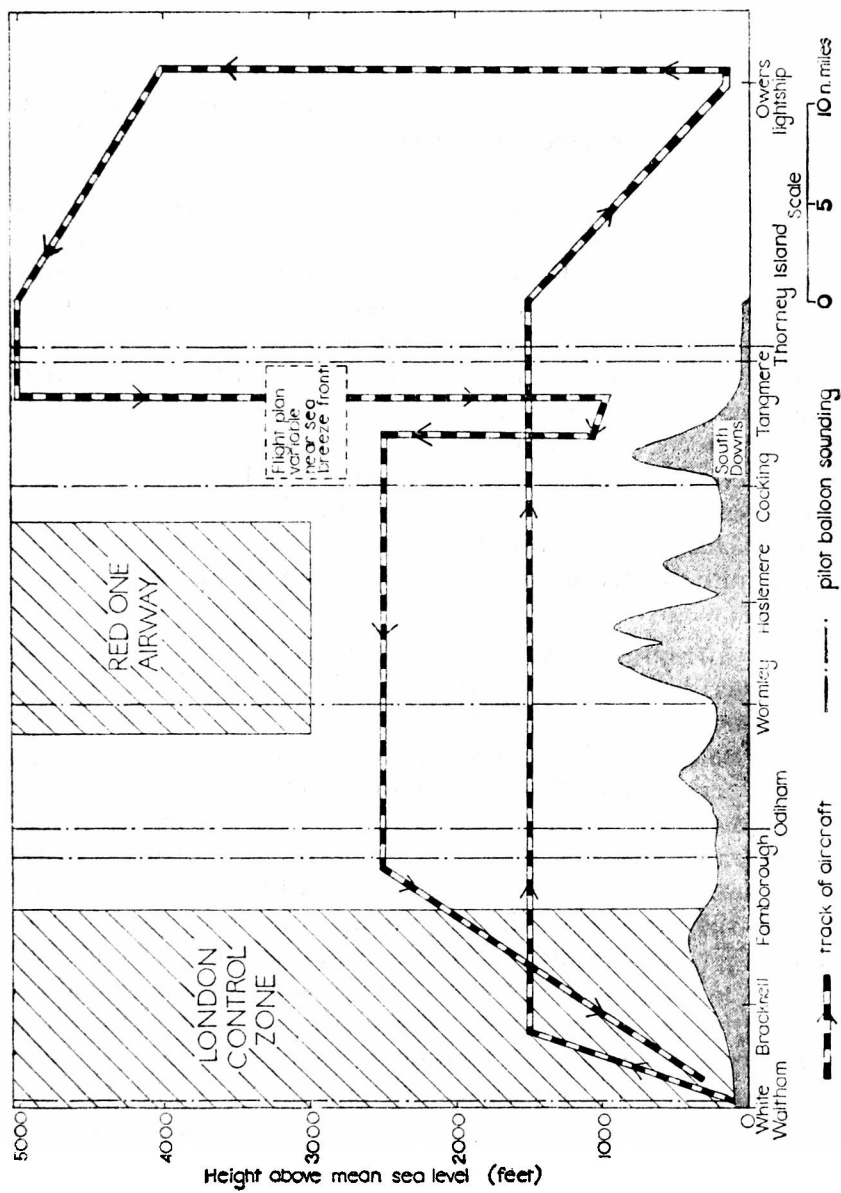 5000
4000
3000
2000
1000
0
Height above mean sea level (feet)
LONDON
CONTROL
ZONE
RED ONE
AIRWAY
Flight plan
variable
near sea
breeze front
South
Downs
White
Waltham
Bracknell
Farnborough
Odiham
Wormley
Haslemere
Cocking
Tangmere
Thorney Island
Owers
lightship
Scale
0
5
10 n. miles
track of aircraft
pilot balloon sounding